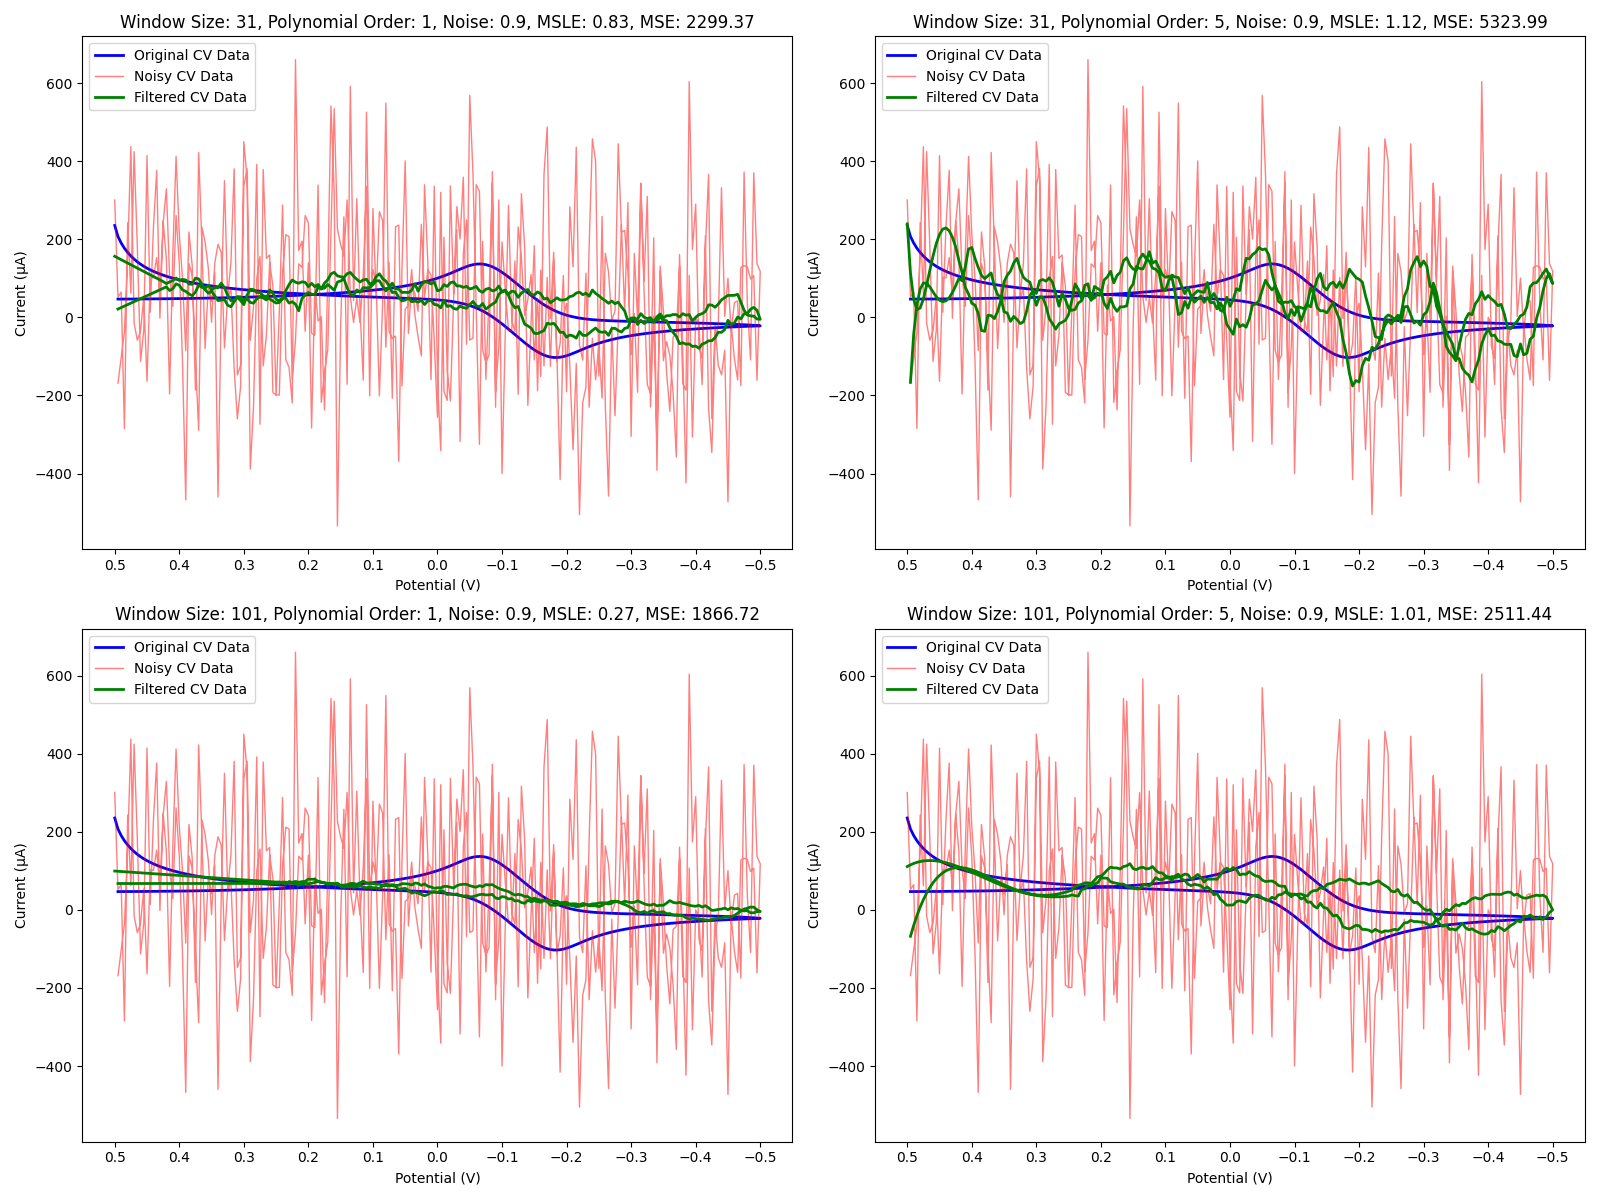 Window Size: 31, Polynomial Order: 1, Noise: 0.9, MSLE: 0.83, MSE: 2299.37
Original CV Data
Noisy CV Data
Filtered CV Data
600
400
200
0
−200
−400
Current (μA)
0.5 0.4 0.3 0.2 0.1 0.0 −0.1 −0.2 −0.3 −0.4 −0.5
Potential (V)
Window Size: 31, Polynomial Order: 5, Noise: 0.9, MSLE: 1.12, MSE: 5323.99
Original CV Data
Noisy CV Data
Filtered CV Data
600
400
200
0
−200
−400
Current (μA)
0.5 0.4 0.3 0.2 0.1 0.0 −0.1 −0.2 −0.3 −0.4 −0.5
Potential (V)
Window Size: 101, Polynomial Order: 1, Noise: 0.9, MSLE: 0.27, MSE: 1866.72
Original CV Data
Noisy CV Data
Filtered CV Data
600
400
200
0
−200
−400
Current (μA)
0.5 0.4 0.3 0.2 0.1 0.0 −0.1 −0.2 −0.3 −0.4 −0.5
Potential (V)
Window Size: 101, Polynomial Order: 5, Noise: 0.9, MSLE: 1.01, MSE: 2511.44
Original CV Data
Noisy CV Data
Filtered CV Data
600
400
200
0
−200
−400
Current (μA)
0.5 0.4 0.3 0.2 0.1 0.0 −0.1 −0.2 −0.3 −0.4 −0.5
Potential (V)